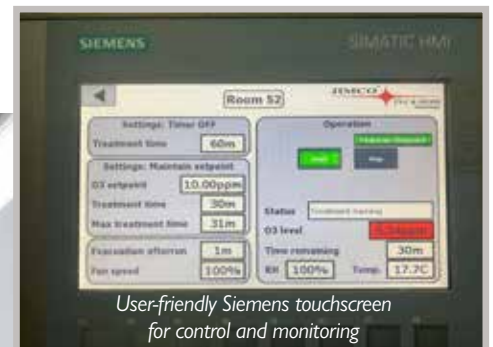 SIEMENS
SIMATIC HMI
Room 52
JIMCO
Settings: Timer OFF
Treatment time 60m
Settings: Maintain setpoint
O3 setpoint 10.00ppm
Treatment time 30m
Max treatment time 31m
Evacuation afterrun 1m
Fan speed 100%
Operation
Status Treatment running
O3 level
Time remaining 30m
RH 100% Temp. 17.7C
User-friendly Siemens touchscreen
for control and monitoring